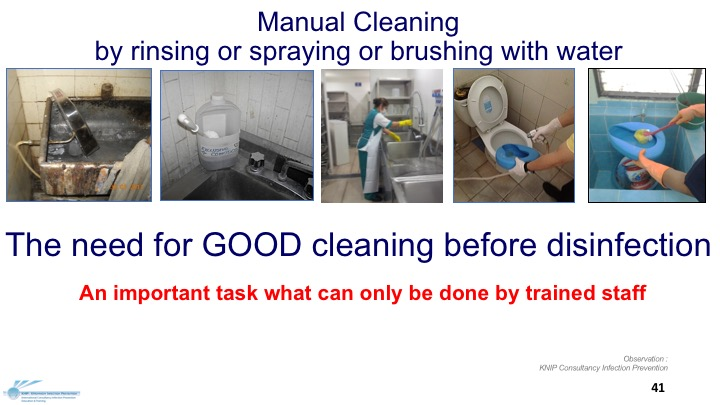 Manual Cleaning
by rinsing or spraying or brushing with water
The need for GOOD cleaning before disinfection
An important task what can only be done by trained staff
Observation :
KNIP Consultancy Infection Prevention
41